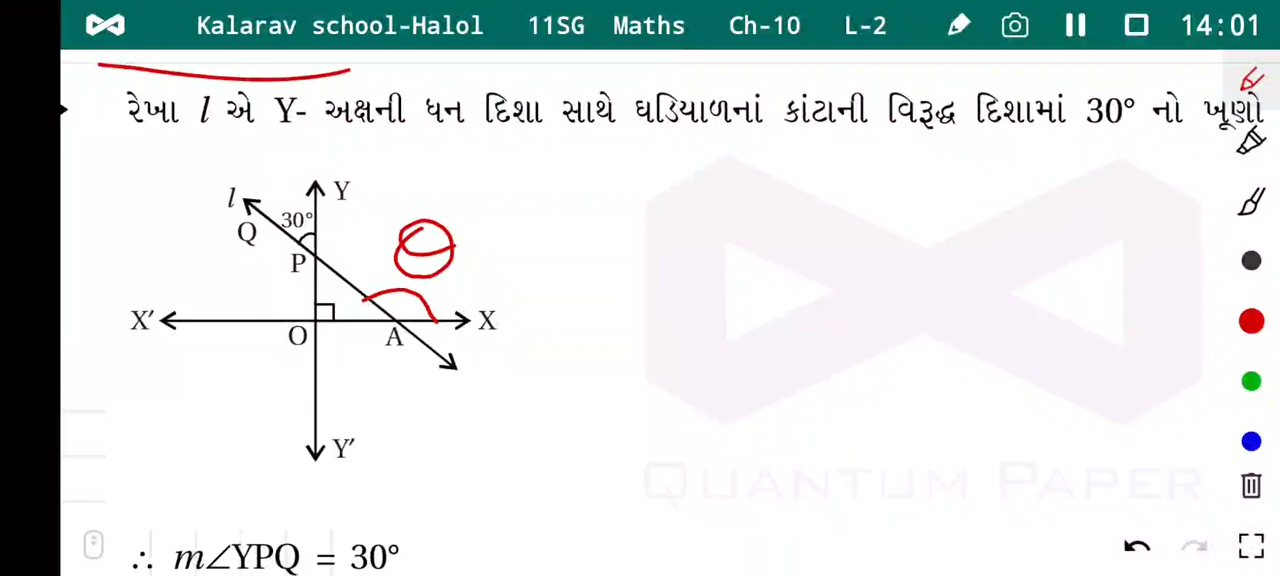 Kalarav school-Halol 11SG Maths Ch-10 L-2 14:01
રેખા l એ Y- અક્ષની ધન દિશા સાથે ઘડિયાળનાં કાંટાની વિરૂદ્ધ દિશામાં 30° નો ખૂણો
l
Y
30°
Q
P
X′
X
O
A
Y′
QUANTUM PAPER
∴ m∠YPQ = 30°